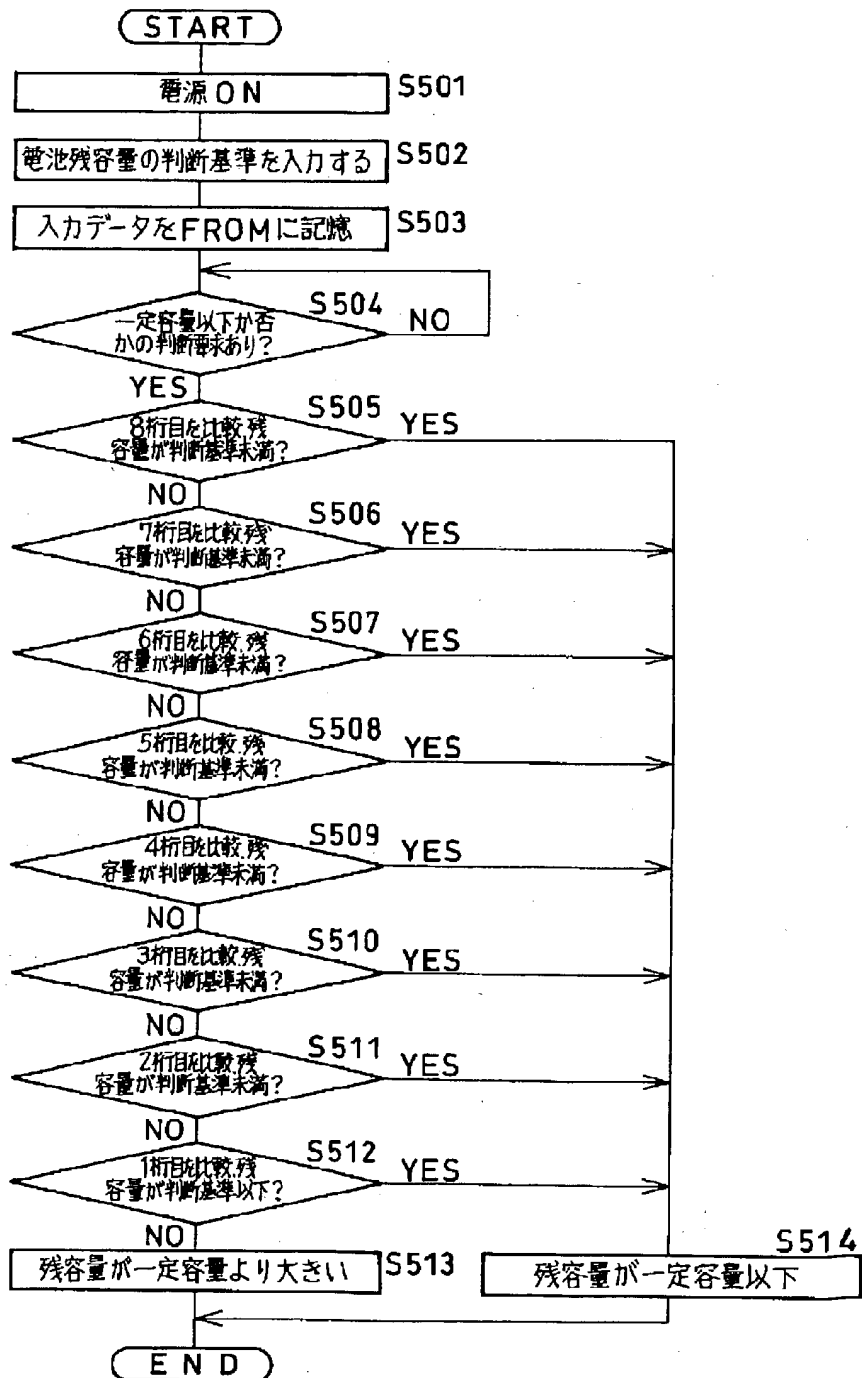 START
電源ON
S501
電池残容量の判断基準を入力する
S502
入力データをFROMに記憶
S503
一定容量以下か否
かの判断要求あり?
S504
NO
YES
8桁目を比較,残
容量が判断基準未満?
S505
YES
NO
7桁目を比較,残
容量が判断基準未満?
S506
YES
NO
6桁目を比較,残
容量が判断基準未満?
S507
YES
NO
5桁目を比較,残
容量が判断基準未満?
S508
YES
NO
4桁目を比較,残
容量が判断基準未満?
S509
YES
NO
3桁目を比較,残
容量が判断基準未満?
S510
YES
NO
2桁目を比較,残
容量が判断基準未満?
S511
YES
NO
1桁目を比較,残
容量が判断基準以下?
S512
YES
NO
残容量が一定容量より大きい
S513
S514
残容量が一定容量以下
END